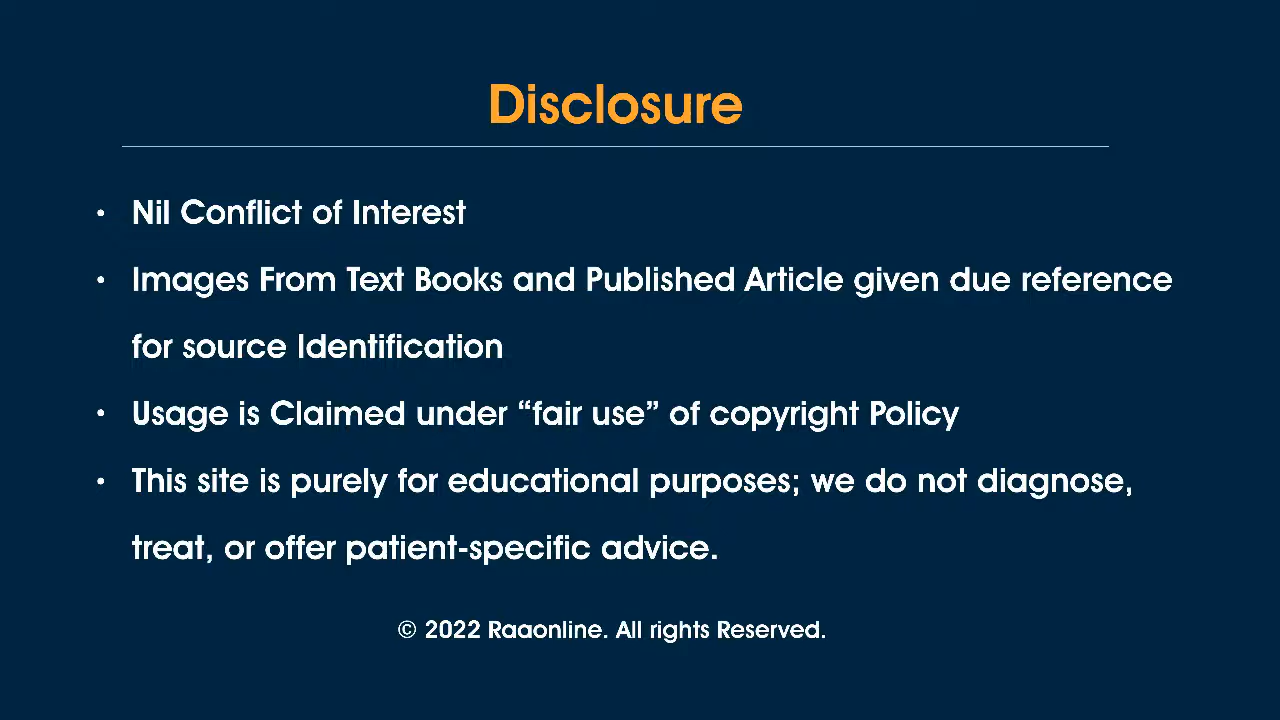 Disclosure
• Nil Conflict of Interest
• Images From Text Books and Published Article given due reference
for source Identification
• Usage is Claimed under “fair use” of copyright Policy
• This site is purely for educational purposes; we do not diagnose,
treat, or offer patient-specific advice.
© 2022 Raaonline. All rights Reserved.